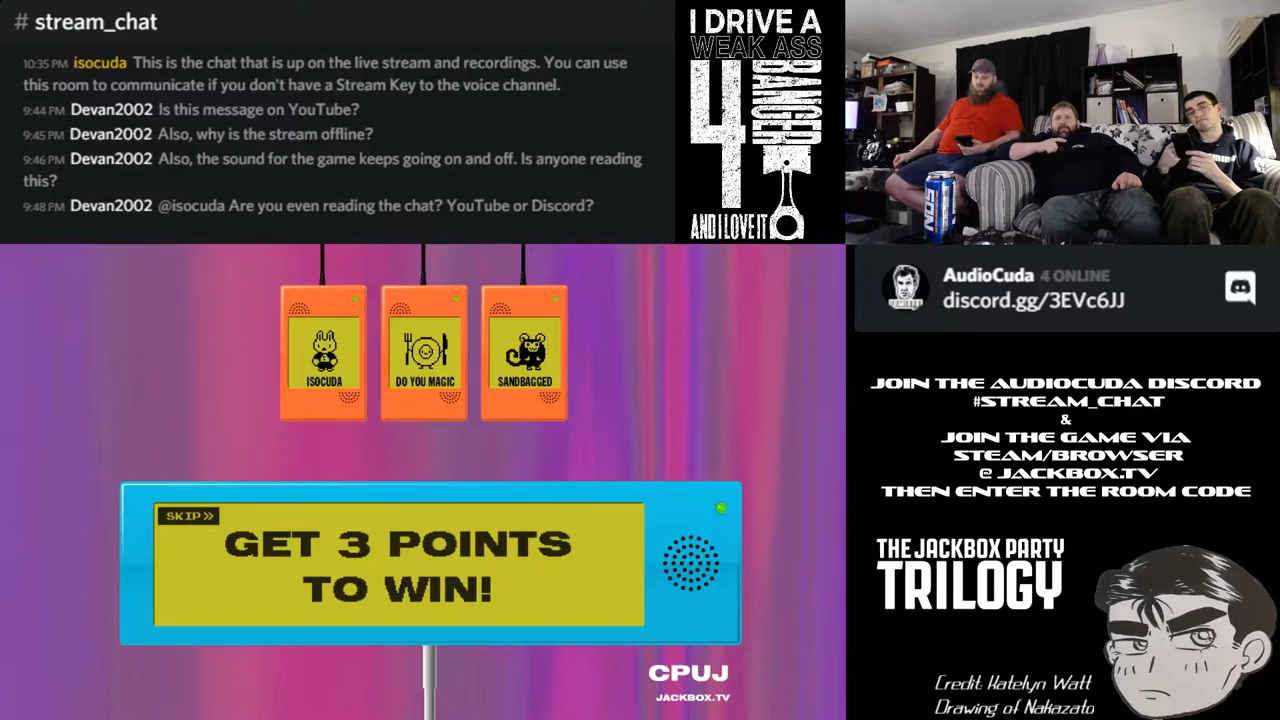 # stream_chat
10:35 PM isocuda This is the chat that is up on the live stream and recordings. You can use
this room to communicate if you don't have a Stream Key to the voice channel.
9:44 PM Devan2002 Is this message on YouTube?
9:45 PM Devan2002 Also, why is the stream offline?
9:46 PM Devan2002 Also, the sound for the game keeps going on and off. Is anyone reading
this?
9:48 PM Devan2002 @isocuda Are you even reading the chat? YouTube or Discord?
I DRIVE A
WEAK ASS
4
BANGER
AND I LOVE IT
NOS
AudioCuda 4 ONLINE
discord.gg/3EVc6JJ
ISOCUDA
DO YOU MAGIC
SANDBAGGED
SKIP»
GET 3 POINTS
TO WIN!
CPUJ
JACKBOX.TV
JOIN THE AUDIOCUDA DISCORD
#STREAM_CHAT
&
JOIN THE GAME VIA
STEAM/BROWSER
@ JACKBOX.TV
THEN ENTER THE ROOM CODE
THE JACKBOX PARTY
TRILOGY
Credit: Katelyn Watt
Drawing of Nakazato